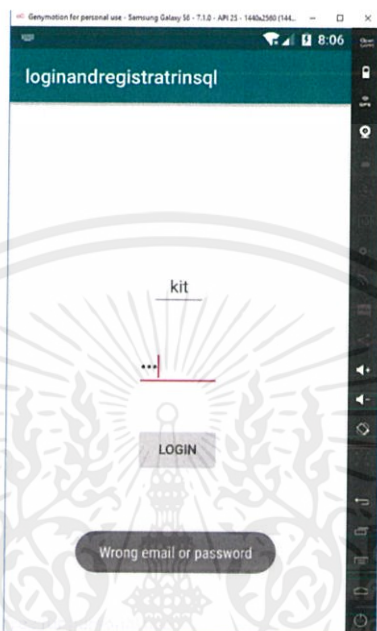 Genymotion for personal use - Samsung Galaxy S6 - 7.1.0 - API 25 - 1440x2560 (144...
8:06
loginandregistratrinsql
kit
•••
LOGIN
Wrong email or password